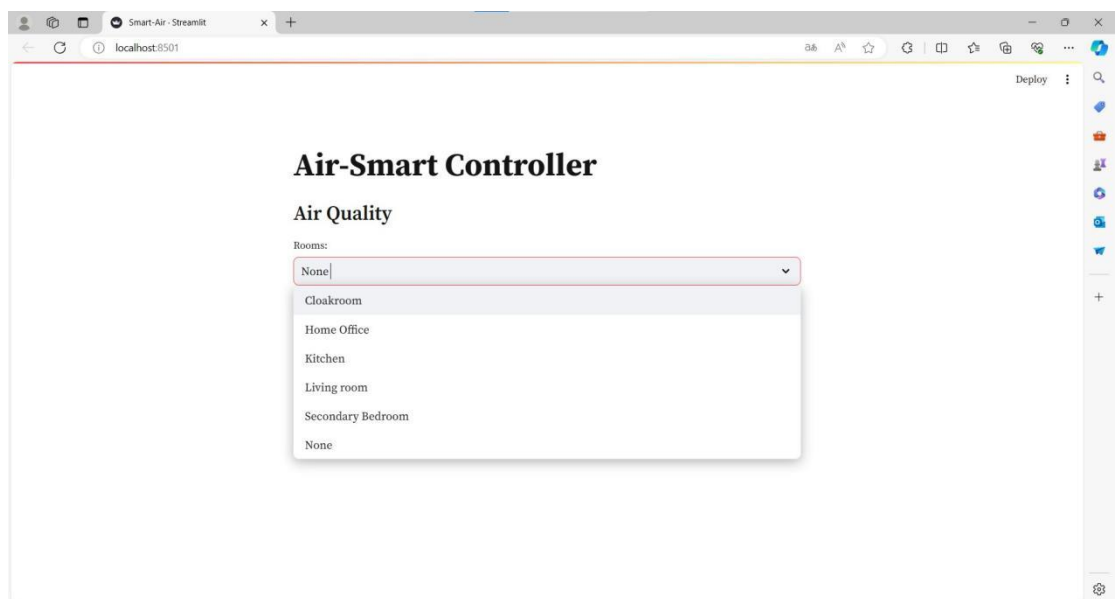 Smart-Air · Streamlit
localhost:8501
Deploy
Air-Smart Controller
Air Quality
Rooms:
None
Cloakroom
Home Office
Kitchen
Living room
Secondary Bedroom
None